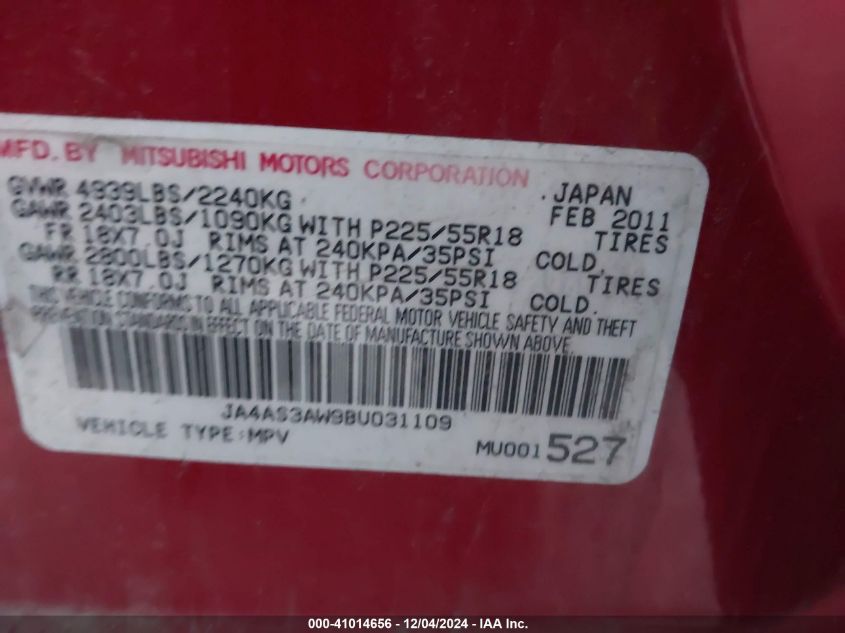 MFD. BY MITSUBISHI MOTORS CORPORATION
GVWR 4939LBS/2240KG JAPAN
GAWR 2403LBS/1090KG WITH P225/55R18 FEB 2011
FR 18X7.0J RIMS AT 240KPA/35PSI COLD. TIRES
GAWR 2800LBS/1270KG WITH P225/55R18 TIRES
RR 18X7.0J RIMS AT 240KPA/35PSI COLD.
THIS VEHICLE CONFORMS TO ALL APPLICABLE FEDERAL MOTOR VEHICLE SAFETY AND THEFT
PREVENTION STANDARDS IN EFFECT ON THE DATE OF MANUFACTURE SHOWN ABOVE.
JA4AS3AW9BU031109
VEHICLE TYPE:MPV MU001527
000-41014656 - 12/04/2024 - IAA Inc.